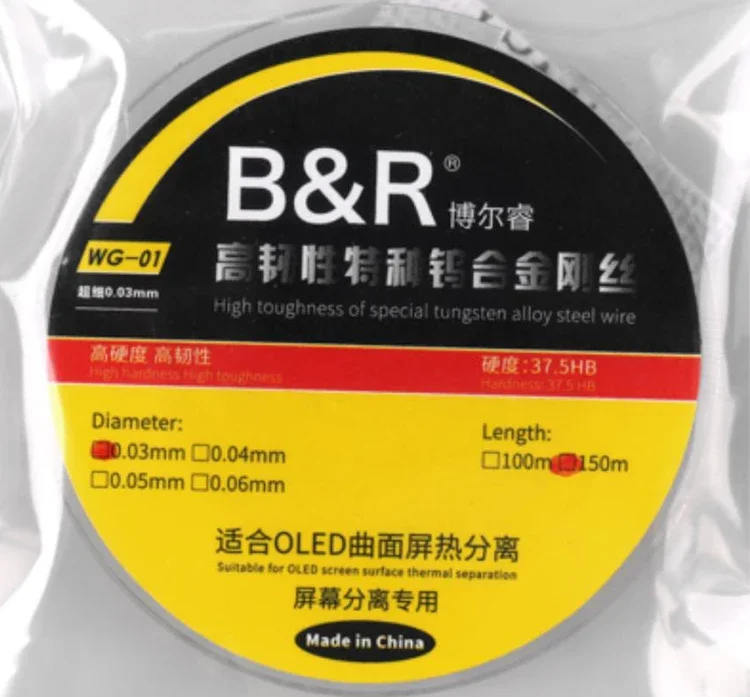 B&R®
博尔睿
WG-01
高韧性特种钨合金刚丝
超细0.03mm
High toughness of special tungsten alloy steel wire
高硬度 高韧性
硬度:37.5HB
High hardness High toughness
Hardness: 37.5 HB
Diameter:
Length:
0.03mm □0.04mm
□100m 150m
□0.05mm □0.06mm
适合OLED曲面屏热分离
Suitable for OLED screen surface thermal separation
屏幕分离专用
Made in China